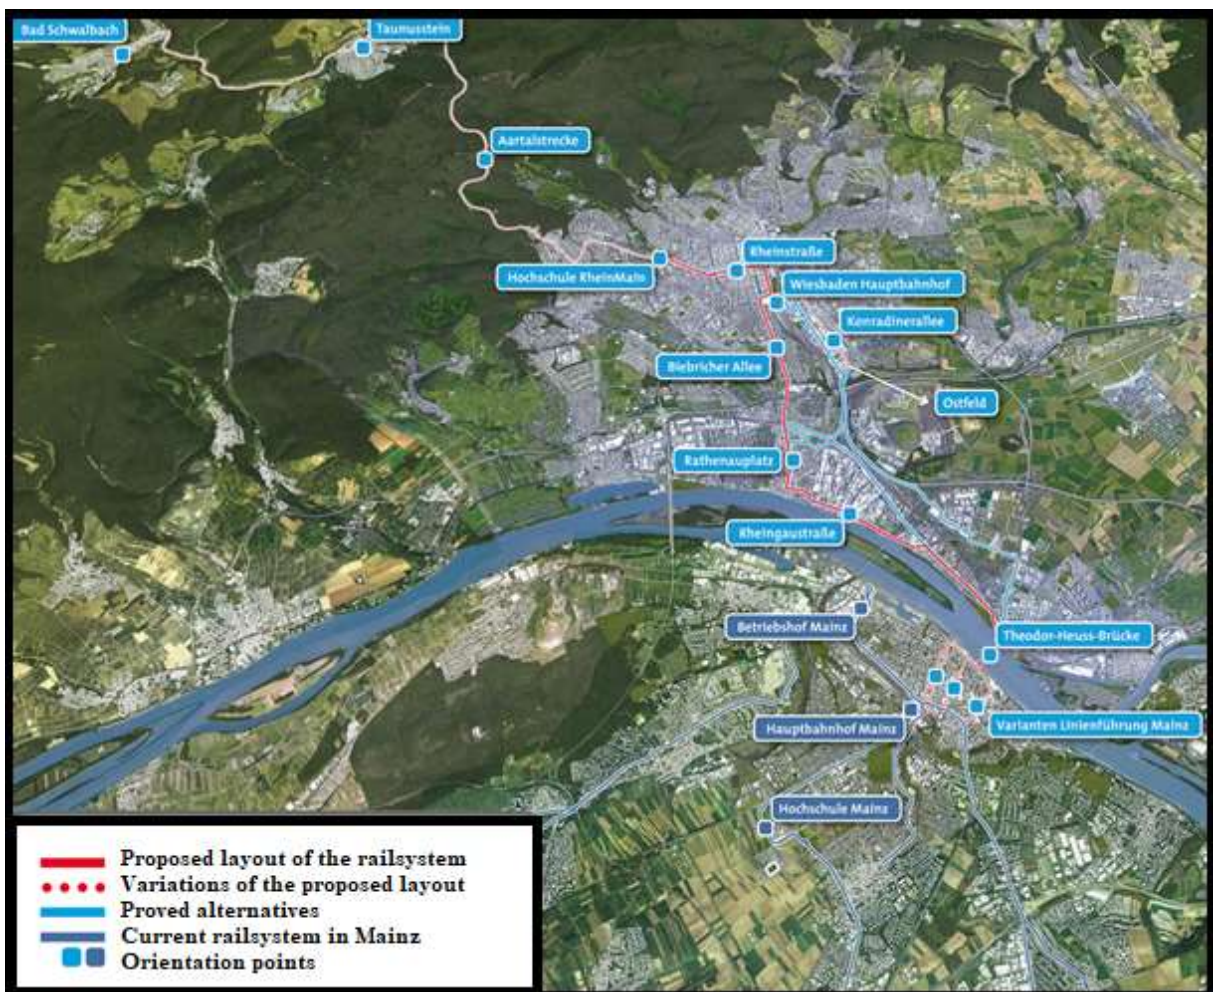 Bad Schwalbach
Taunusstein
Aartalstrecke
Rheinstraße
Hochschule RheinMain
Wiesbaden Hauptbahnhof
Konradinerallee
Biebricher Allee
Ostfeld
Rathenauplatz
Rheingaustraße
Betriebshof Mainz
Theodor-Heuss-Brücke
Hauptbahnhof Mainz
Varianten Linienführung Mainz
Hochschule Mainz
Proposed layout of the railsystem
Variations of the proposed layout
Proved alternatives
Current railsystem in Mainz
Orientation points